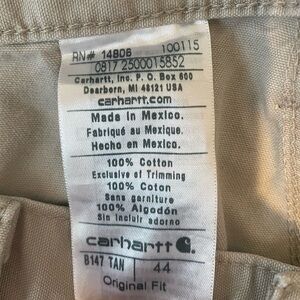 RN# 14806 100115
0817 2500015852
Carhartt, Inc. P. O. Box 600
Dearborn, MI 48121 USA
carhartt.com
Made in Mexico.
Fabriqué au Mexique.
Hecho en Mexico.
100% Cotton
Exclusive of Trimming
100% Coton
Sans garniture
100% Algodón
Sin incluir adorno
carhartt
B147 TAN 44
Original Fit